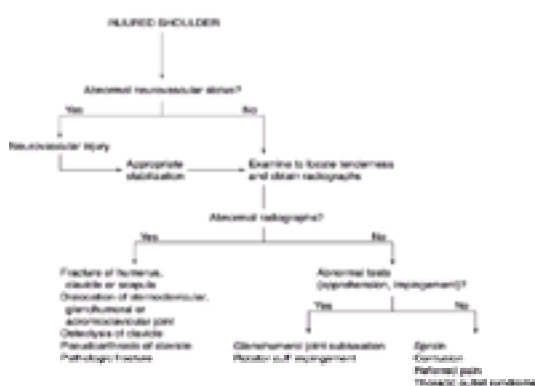 INJURED SHOULDER
Abnormal neurovascular status?
Yes
No
Neurovascular injury
Appropriate
stabilization
Examine to locate tenderness
and obtain radiographs
Abnormal radiographs?
Yes
No
Fracture of humerus,
clavicle or scapula
Dislocation of sternoclavicular,
glenohumoral or
acromioclavicular joint
Osteolysis of clavicle
Pseudoarthrosis of clavicle
Pathologic fracture
Abnormal tests
(apprehension, impingement)?
Yes
No
Glenohumeral joint subluxation
Rotator cuff impingement
Sprain
Contusion
Referred pain
Thoracic outlet syndrome